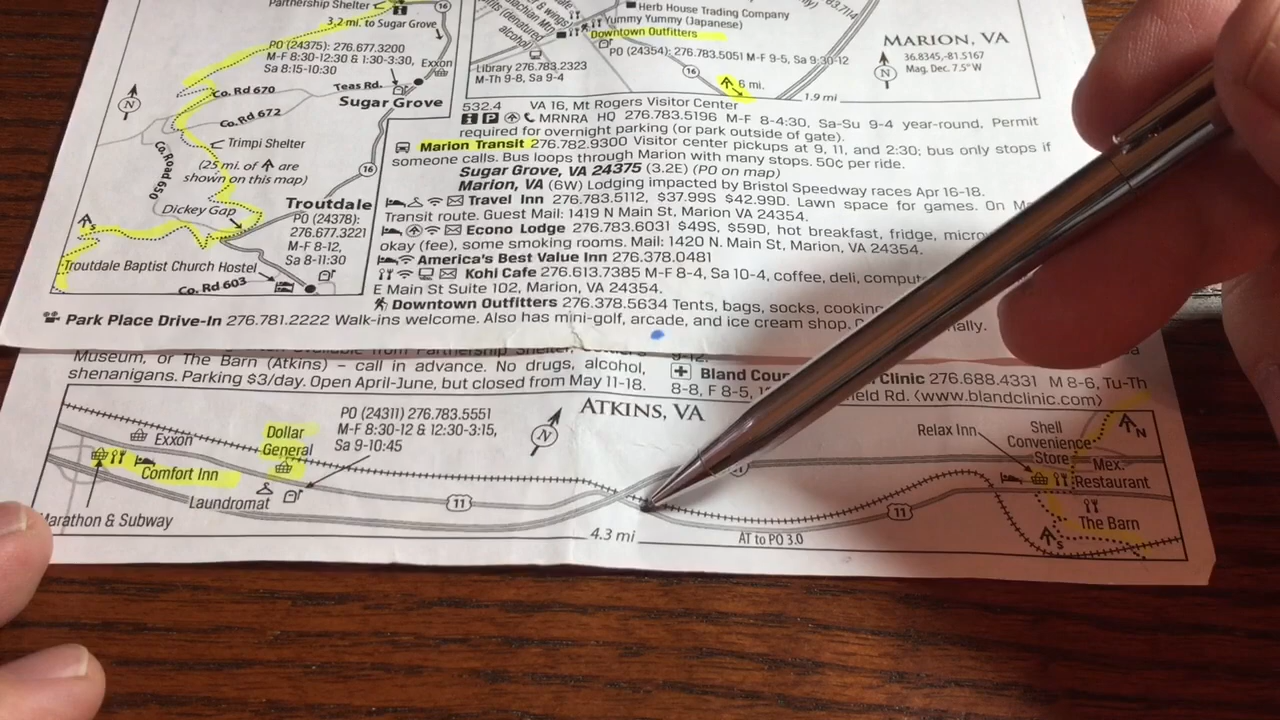 Partnership Shelter
3.2 mi. to Sugar Grove
16
PO (24375): 276.677.3200
M-F 8:30-12:30 & 1:30-3:30,
Sa 8:15-10:30
Exxon
Teas Rd.
Sugar Grove
Co. Rd 670
N
Co. Rd 672
Trimpi Shelter
Co. Road 650
(25 mi. of AT are
shown on this map)
16
Dickey Gap
Troutdale
PO (24378):
276.677.3221
M-F 8-12,
Sa 8-11:30
S
Troutdale Baptist Church Hostel
Co. Rd 603
& wings
(denatured
alcohol)
Herb House Trading Company
Yummy Yummy (Japanese)
Downtown Outfitters
PO (24354): 276.783.5051 M-F 9-5, Sa 9:30-12
Library 276.783.2323
M-Th 9-8, Sa 9-4
16
6 mi.
1.9 mi
MARION, VA
36.8345,-81.5167
Mag. Dec. 7.5° W
N
532.4 VA 16, Mt Rogers Visitor Center
MRNRA HQ 276.783.5196 M-F 8-4:30, Sa-Su 9-4 year-round, Permit
required for overnight parking (or park outside of gate).
Marion Transit 276.782.9300 Visitor center pickups at 9, 11, and 2:30; bus only stops if
someone calls. Bus loops through Marion with many stops. 50¢ per ride.
Sugar Grove, VA 24375 (3.2E) (PO on map)
Marion, VA (6W) Lodging impacted by Bristol Speedway races Apr 16-18.
Travel Inn 276.783.5112, $37.99S $42.99D. Lawn space for games. On
Transit route. Guest Mail: 1419 N Main St, Marion VA 24354.
Econo Lodge 276.783.6031 $49S, $59D, hot breakfast, fridge,
okay (fee), some smoking rooms. Mail: 1420 N. Main St, Marion, VA 24354.
America's Best Value Inn 276.378.0481
Kohi Cafe 276.613.7385 M-F 8-4, Sa 10-4, coffee, deli,
E Main St Suite 102, Marion, VA 24354.
Downtown Outfitters 276.378.5634 Tents, bags, socks,
Park Place Drive-In 276.781.2222 Walk-ins welcome. Also has mini-golf, arcade, and ice cream shop.
Museum, or The Barn (Atkins) – call in advance. No drugs, alcohol,
shenanigans. Parking $3/day. Open April-June, but closed from May 11-18.
9-12.
Bland Clinic 276.688.4331 M 8-6, Tu-Th
8-8, F 8-5, Rd. ⟨www.blandclinic.com⟩
ATKINS, VA
N
PO (24311) 276.783.5551
M-F 8:30-12 & 12:30-3:15,
Sa 9-10:45
Exxon
Dollar
General
Comfort Inn
Laundromat
Marathon & Subway
11
4.3 mi
AT to PO 3.0
11
Relax Inn
Shell
Convenience
Store
N
Mex.
Restaurant
The Barn
S